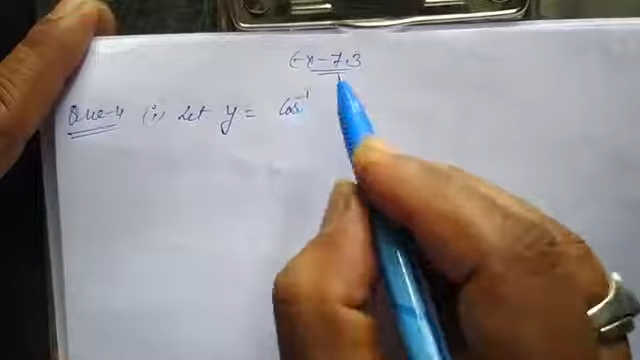 Ex-7.3
Que-4 (i) Let y = Cos⁻¹